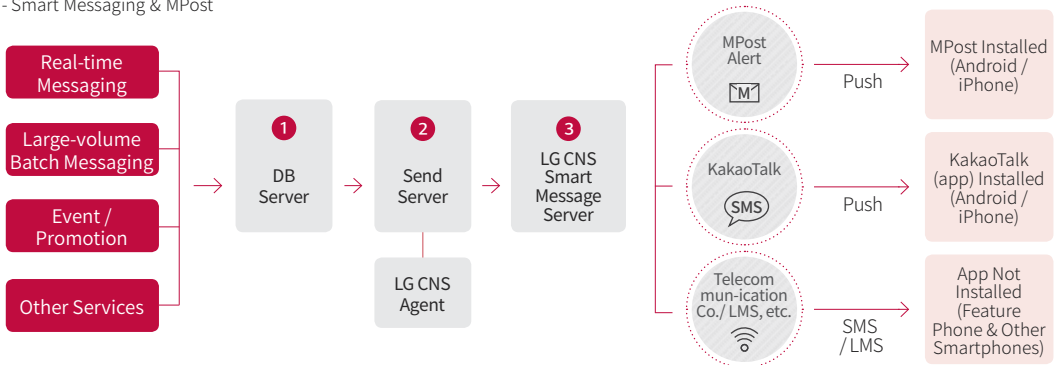 - Smart Messaging & MPost
Real-time
Messaging
Large-volume
Batch Messaging
Event /
Promotion
Other Services
1
DB
Server
2
Send
Server
LG CNS
Agent
3
LG CNS
Smart
Message
Server
MPost
Alert
M
Push
MPost Installed
(Android /
iPhone)
KakaoTalk
SMS
Push
KakaoTalk
(app) Installed
(Android /
iPhone)
Telecom
mun-ication
Co./ LMS, etc.
SMS
/ LMS
App Not
Installed
(Feature
Phone & Other
Smartphones)